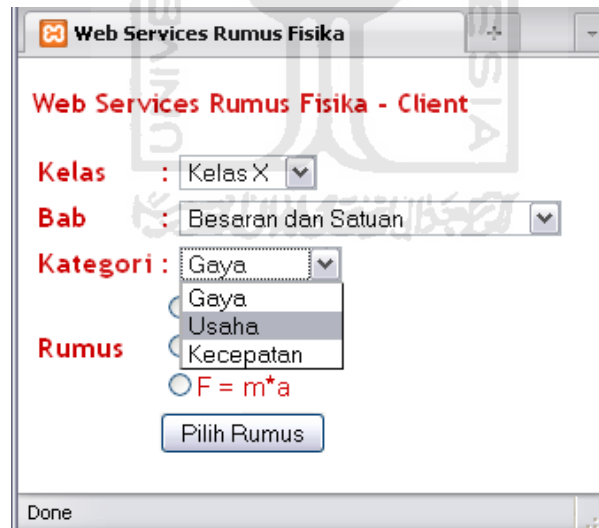 Web Services Rumus Fisika
Web Services Rumus Fisika - Client
Kelas : Kelas X
Bab : Besaran dan Satuan
Kategori : Gaya
Gaya
Usaha
Kecepatan
Rumus
F = m*a
Pilih Rumus
Done